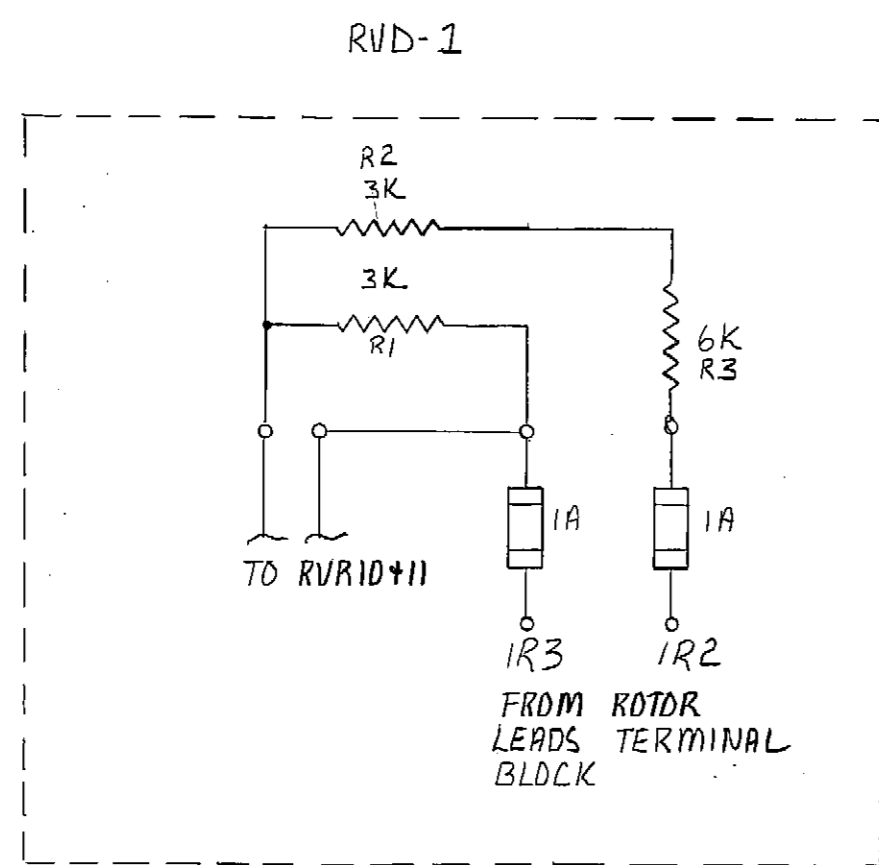 RVD-1
R2
3K
3K
R1
6K
R3
1A
1A
TO RVR10&11
1R3
1R2
FROM ROTOR
LEADS TERMINAL
BLOCK